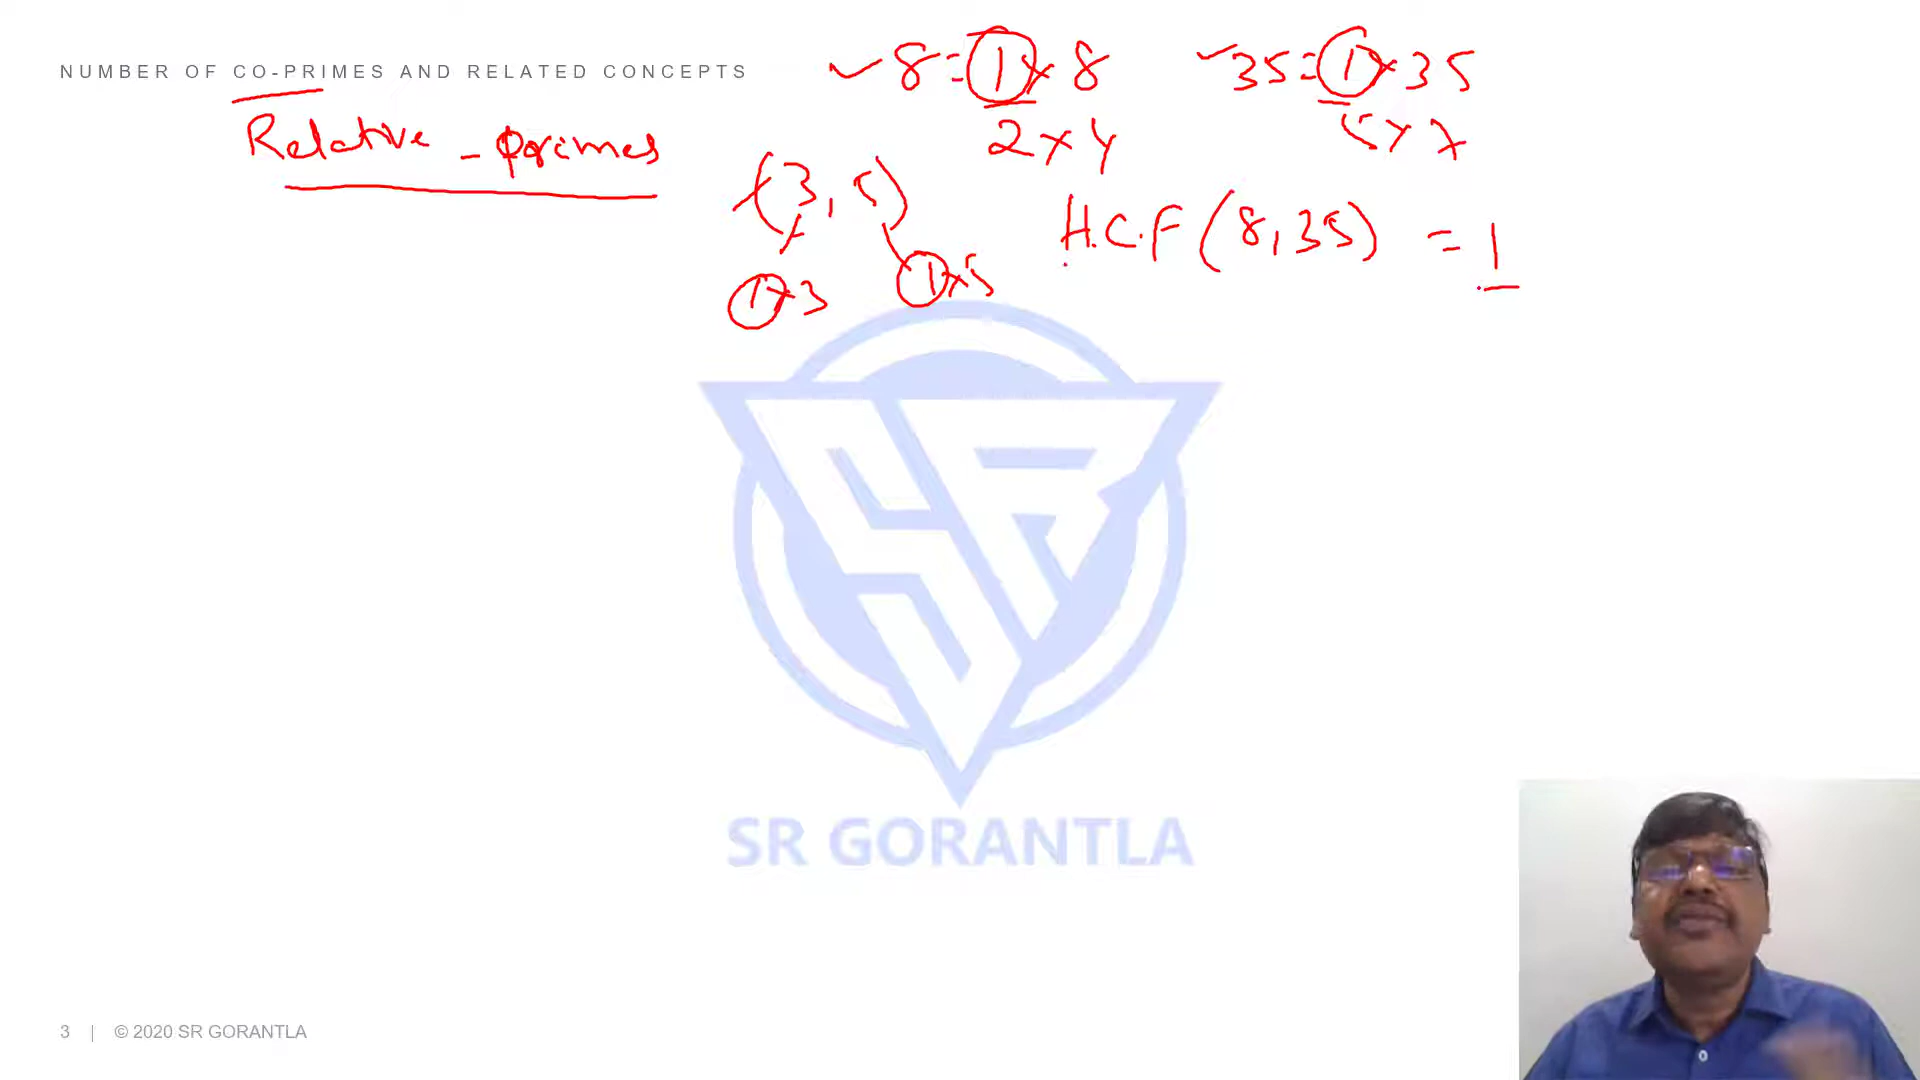 NUMBER OF CO-PRIMES AND RELATED CONCEPTS
Relative - primes
8 = 1 x 8
2 x 4
35 = 1 x 35
5 x 7
(3, 5)
1 x 3
1 x 5
H.C.F (8, 35) = 1
SR GORANTLA
3 | © 2020 SR GORANTLA